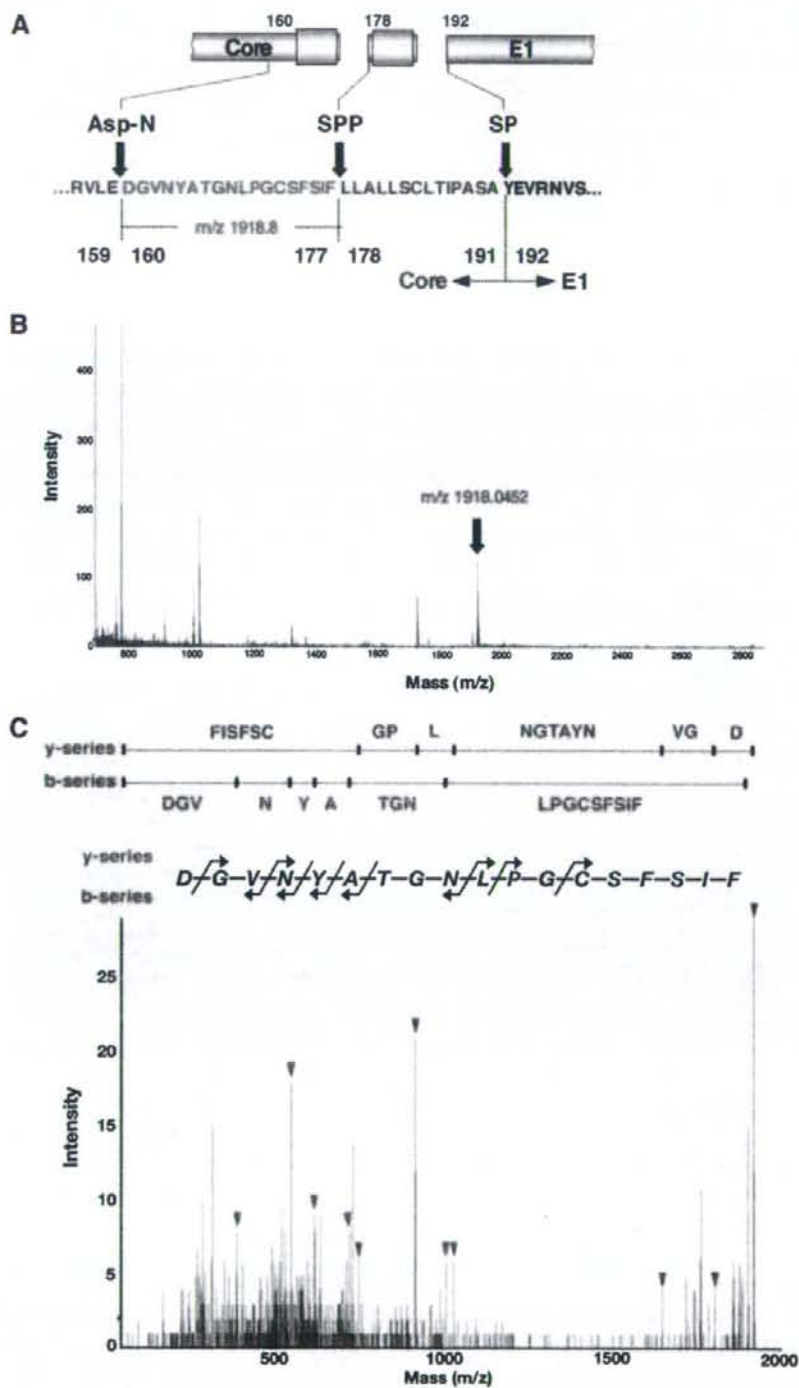 A
160 178 192
Core E1
Asp-N SPP SP
...RVLE DGVNYATGNLPGCSFSIF LLALLSCLTIPASA YEVRNVS...
m/z 1918.8
159 160 177 178 191 192
Core E1
B
400
300
200
100
0
Intensity
m/z 1918.0452
800 1000 1200 1400 1600 1800 2000 2200 2400 2600 2800
Mass (m/z)
C
FISFSC GP L NGTAYN VG D
y-series
b-series
DGV N Y A TGN LPGCSFSIF
y-series
D G V N Y A T G N L P G C S F S I F
b-series
25
20
15
10
5
0
Intensity
500 1000 1500 2000
Mass (m/z)